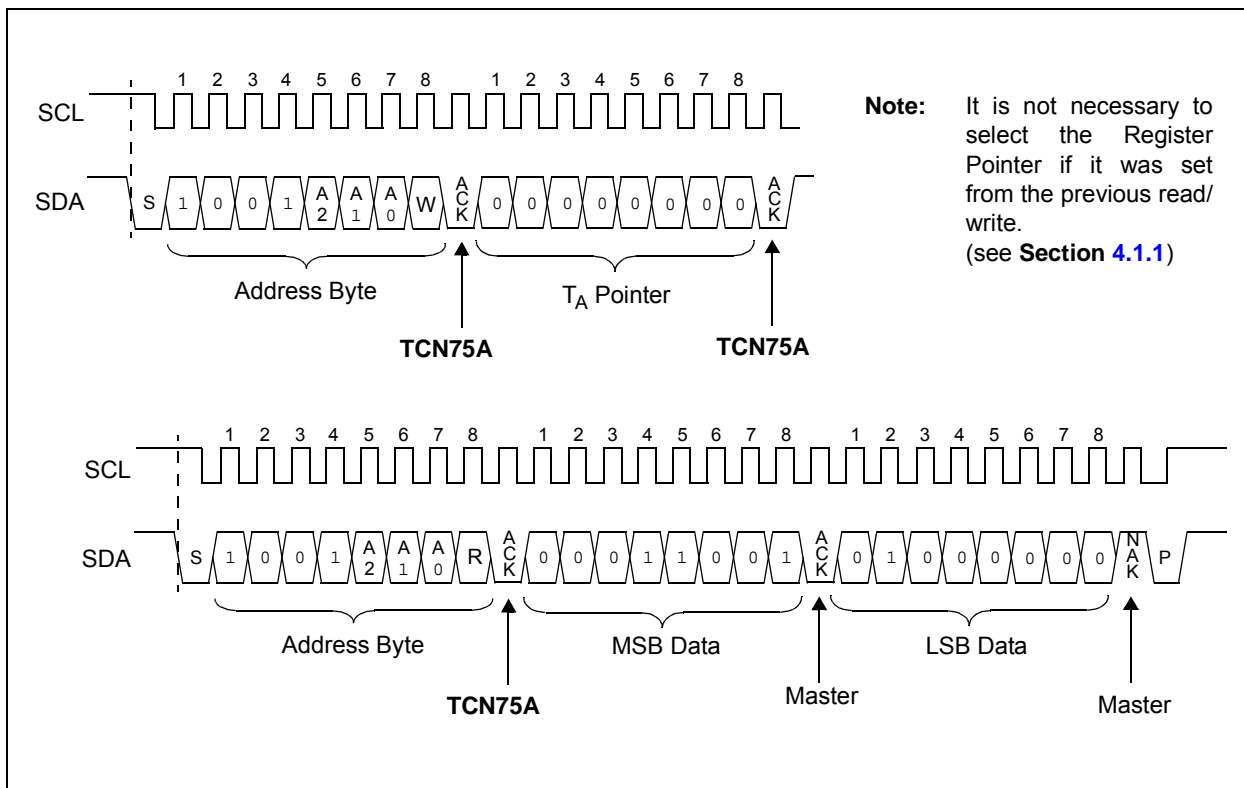 1 2 3 4 5 6 7 8 1 2 3 4 5 6 7 8
SCL
SDA S 1 0 0 1 A2 A1 A0 W ACK 0 0 0 0 0 0 0 0 ACK
Address Byte TA Pointer
TCN75A TCN75A
Note: It is not necessary to
select the Register
Pointer if it was set
from the previous read/
write.
(see Section 4.1.1)
1 2 3 4 5 6 7 8 1 2 3 4 5 6 7 8 1 2 3 4 5 6 7 8
SCL
SDA S 1 0 0 1 A2 A1 A0 R ACK 0 0 0 1 1 0 0 1 ACK 0 1 0 0 0 0 0 0 NAK P
Address Byte MSB Data LSB Data
TCN75A Master Master